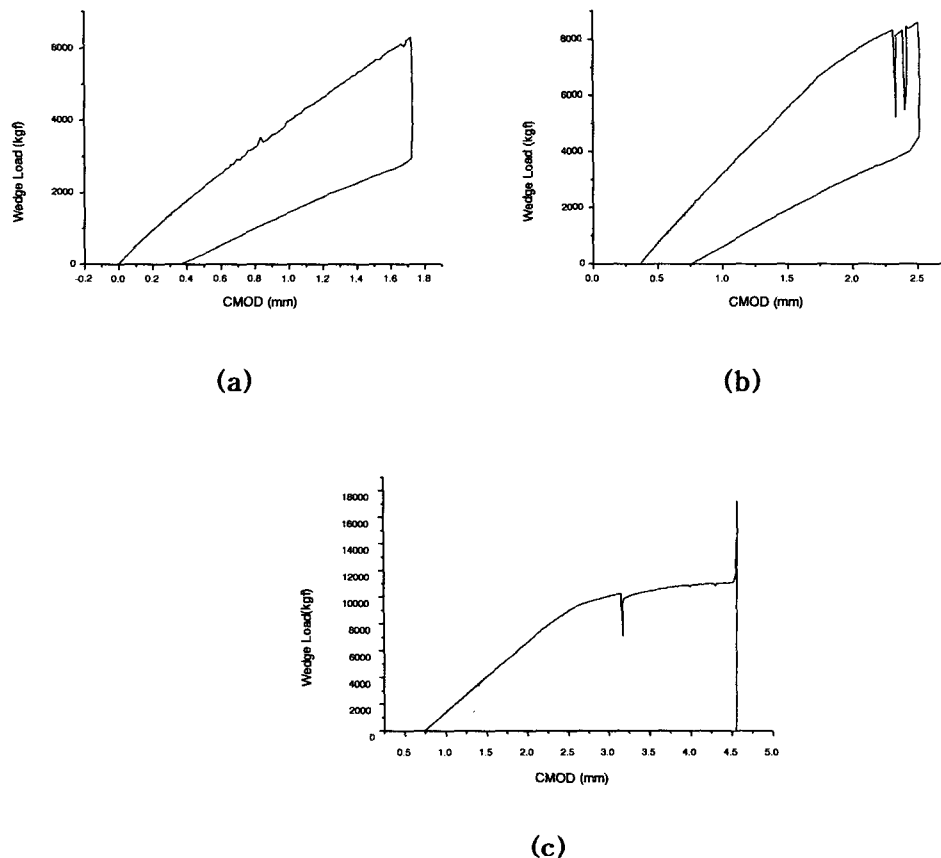 6000
4000
2000
0
Wedge Load (kgf)
-0.2 0.0 0.2 0.4 0.6 0.8 1.0 1.2 1.4 1.6 1.8
CMOD (mm)
(a)
8000
6000
4000
2000
0
Wedge Load (kgf)
0.0 0.5 1.0 1.5 2.0 2.5
CMOD (mm)
(b)
18000
16000
14000
12000
10000
8000
6000
4000
2000
0
Wedge Load(kgf)
0.5 1.0 1.5 2.0 2.5 3.0 3.5 4.0 4.5 5.0
CMOD (mm)
(c)